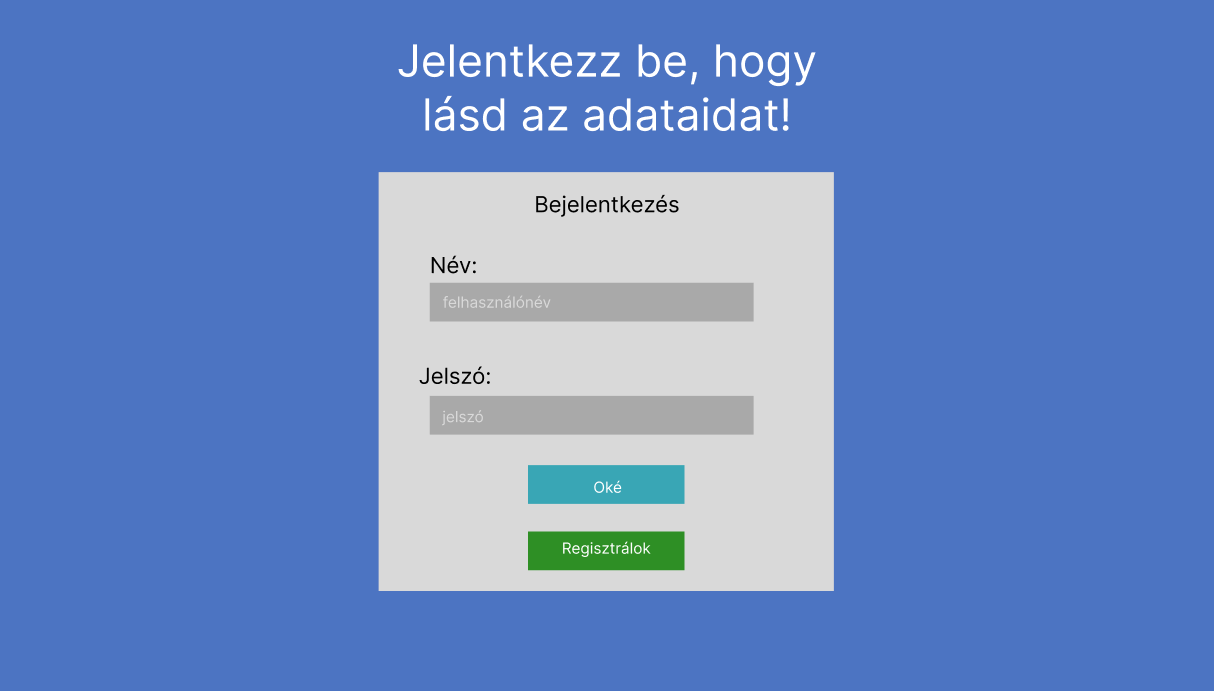 Jelentkezz be, hogy
lásd az adataidat!
Bejelentkezés
Név:
felhasználónév
Jelszó:
jelszó
Oké
Regisztrálok